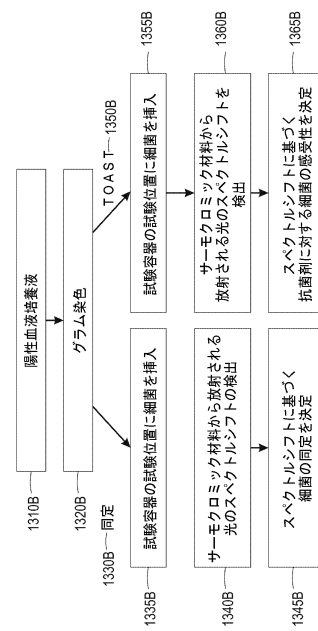 陽性血液培養液
1310B
グラム染色
1320B
1330B 同定
TOAST 1350B
試験容器の試験位置に細菌を挿入
1335B
試験容器の試験位置に細菌を挿入
1355B
サーモクロミック材料から放射される
光のスペクトルシフトの検出
1340B
サーモクロミック材料から
放射される光のスペクトルシフトを
検出
1360B
スペクトルシフトに基づく
細菌の同定を決定
1345B
スペクトルシフトに基づく
抗菌剤に対する細菌の感受性を決定
1365B